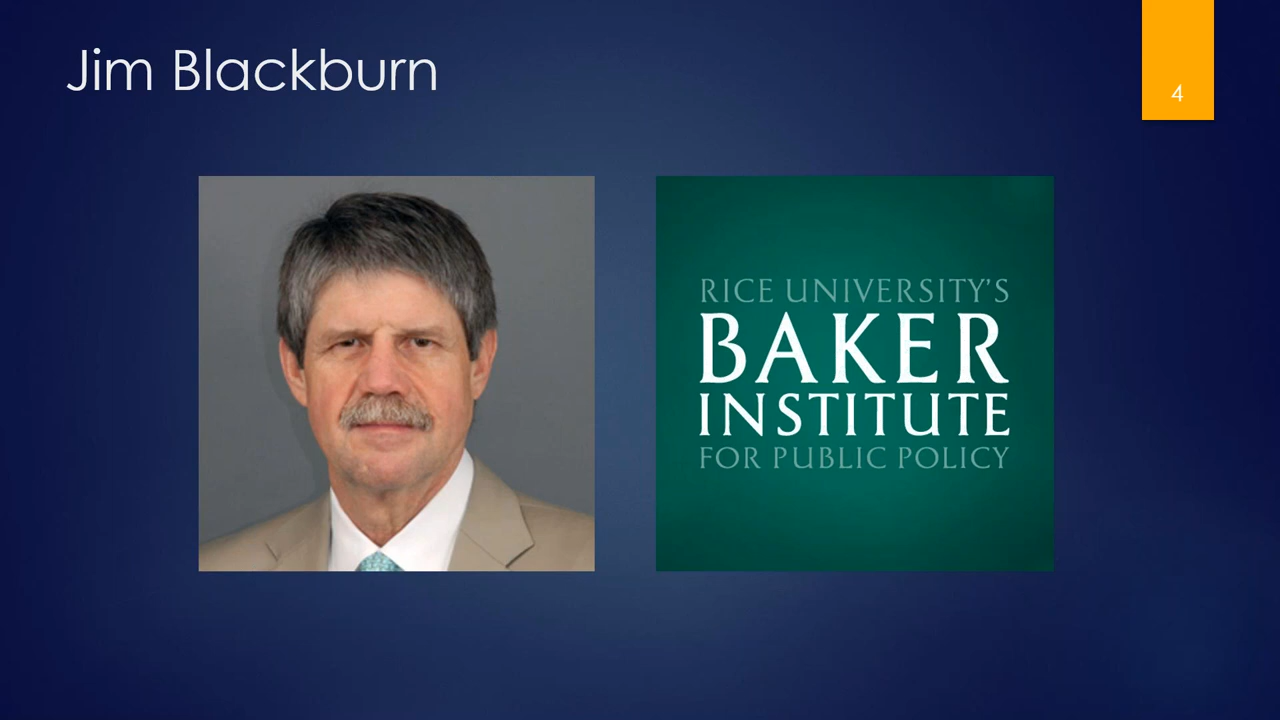 Jim Blackburn
4
RICE UNIVERSITY'S
BAKER
INSTITUTE
FOR PUBLIC POLICY